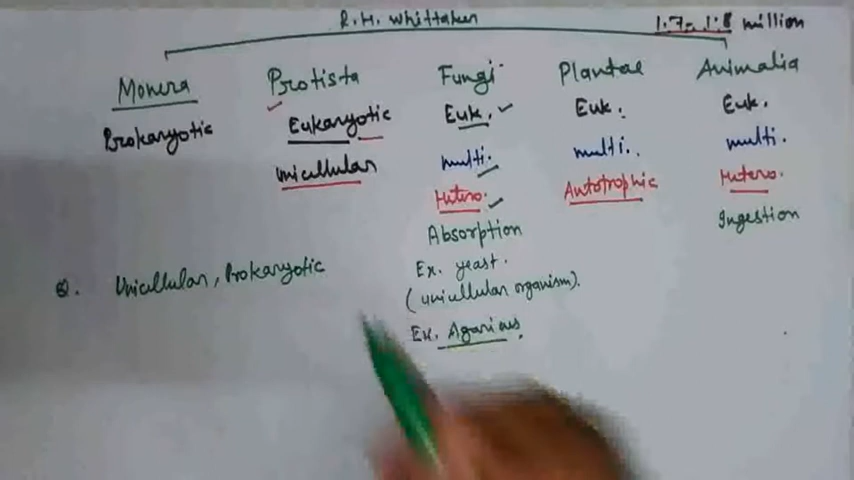 R.H. Whittaker
1.7 - 1.8 million
Monera
Prokaryotic
Protista
Eukaryotic
Unicellular
Fungi
Euk.
multi.
Hetero.
Absorption
Ex. yeast.
(unicellular organism).
Ex. Agaricus.
Plantae
Euk.
multi.
Autotrophic
Animalia
Euk.
multi.
Hetero.
Ingestion
Q. Unicellular, Prokaryotic